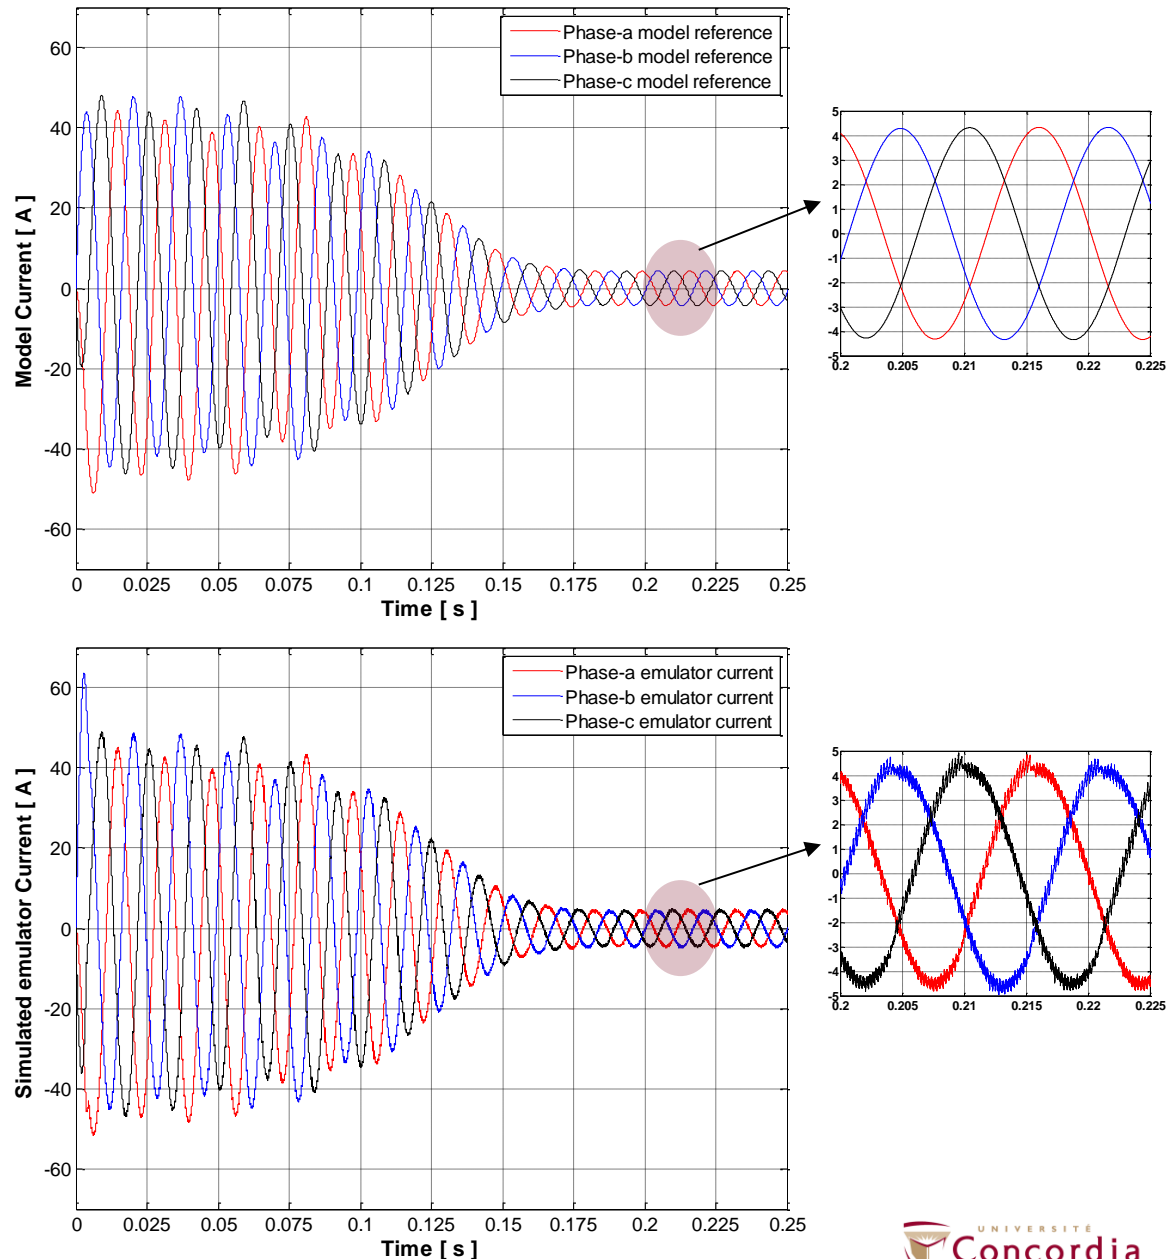 Phase-a model reference
Phase-b model reference
Phase-c model reference
60
40
20
0
-20
-40
-60
Model Current [ A ]
0 0.025 0.05 0.075 0.1 0.125 0.15 0.175 0.2 0.225 0.25
Time [ s ]
5
4
3
2
1
0
-1
-2
-3
-4
-5
0.2 0.205 0.21 0.215 0.22 0.225
Phase-a emulator current
Phase-b emulator current
Phase-c emulator current
60
40
20
0
-20
-40
-60
Simulated emulator Current [ A ]
0 0.025 0.05 0.075 0.1 0.125 0.15 0.175 0.2 0.225 0.25
Time [ s ]
5
4
3
2
1
0
-1
-2
-3
-4
-5
0.2 0.205 0.21 0.215 0.22 0.225
UNIVERSITÉ
Concordia